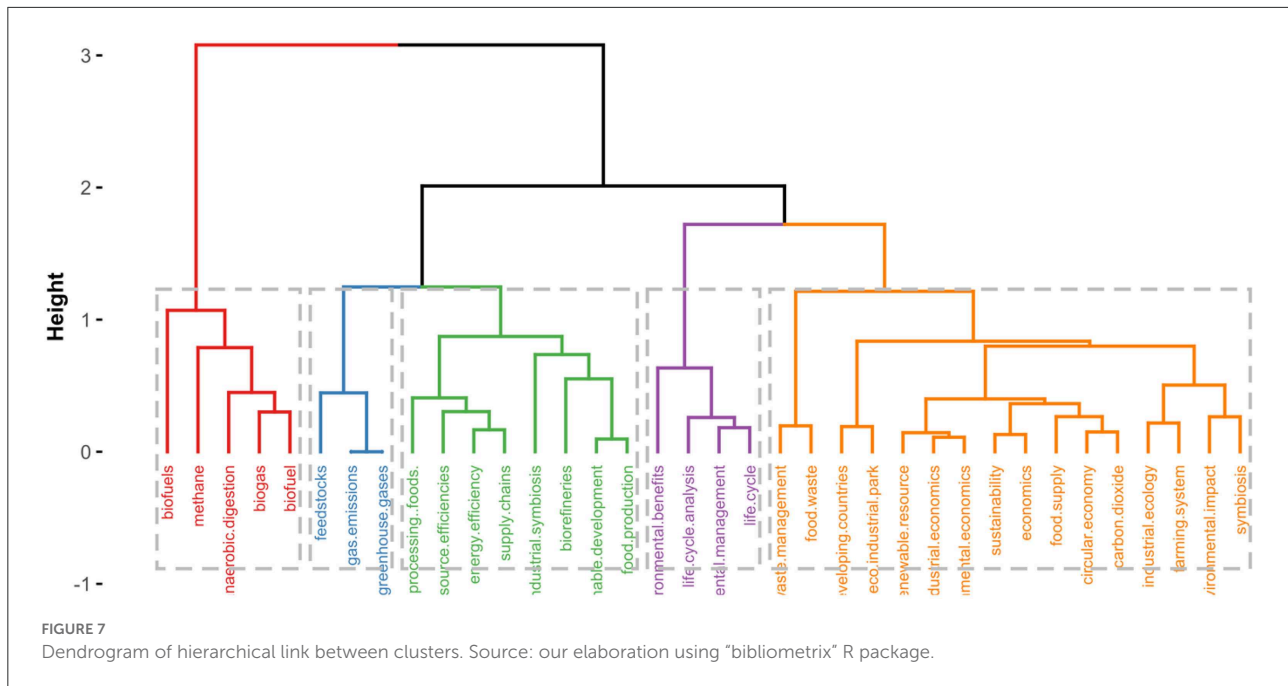 3
2
1
0
-1
Height
biofuels
methane
naerobic.digestion
biogas
biofuel
feedstocks
gas.emissions
greenhouse.gases
processing..foods.
source.efficiencies
energy.efficiency
supply.chains
ndustrial.symbiosis
biorefineries
nable.development
food.production
ronmental.benefits
life.cycle.analysis
ental.management
life.cycle
vaste.management
food.waste
veloping.countries
eco.industrial.park
enewable.resource
dustrial.economics
amental.economics
sustainability
economics
food.supply
circular.economy
carbon.dioxide
industrial.ecology
farming.system
vironmental.impact
symbiosis
FIGURE 7
Dendrogram of hierarchical link between clusters. Source: our elaboration using “bibliometrix” R package.